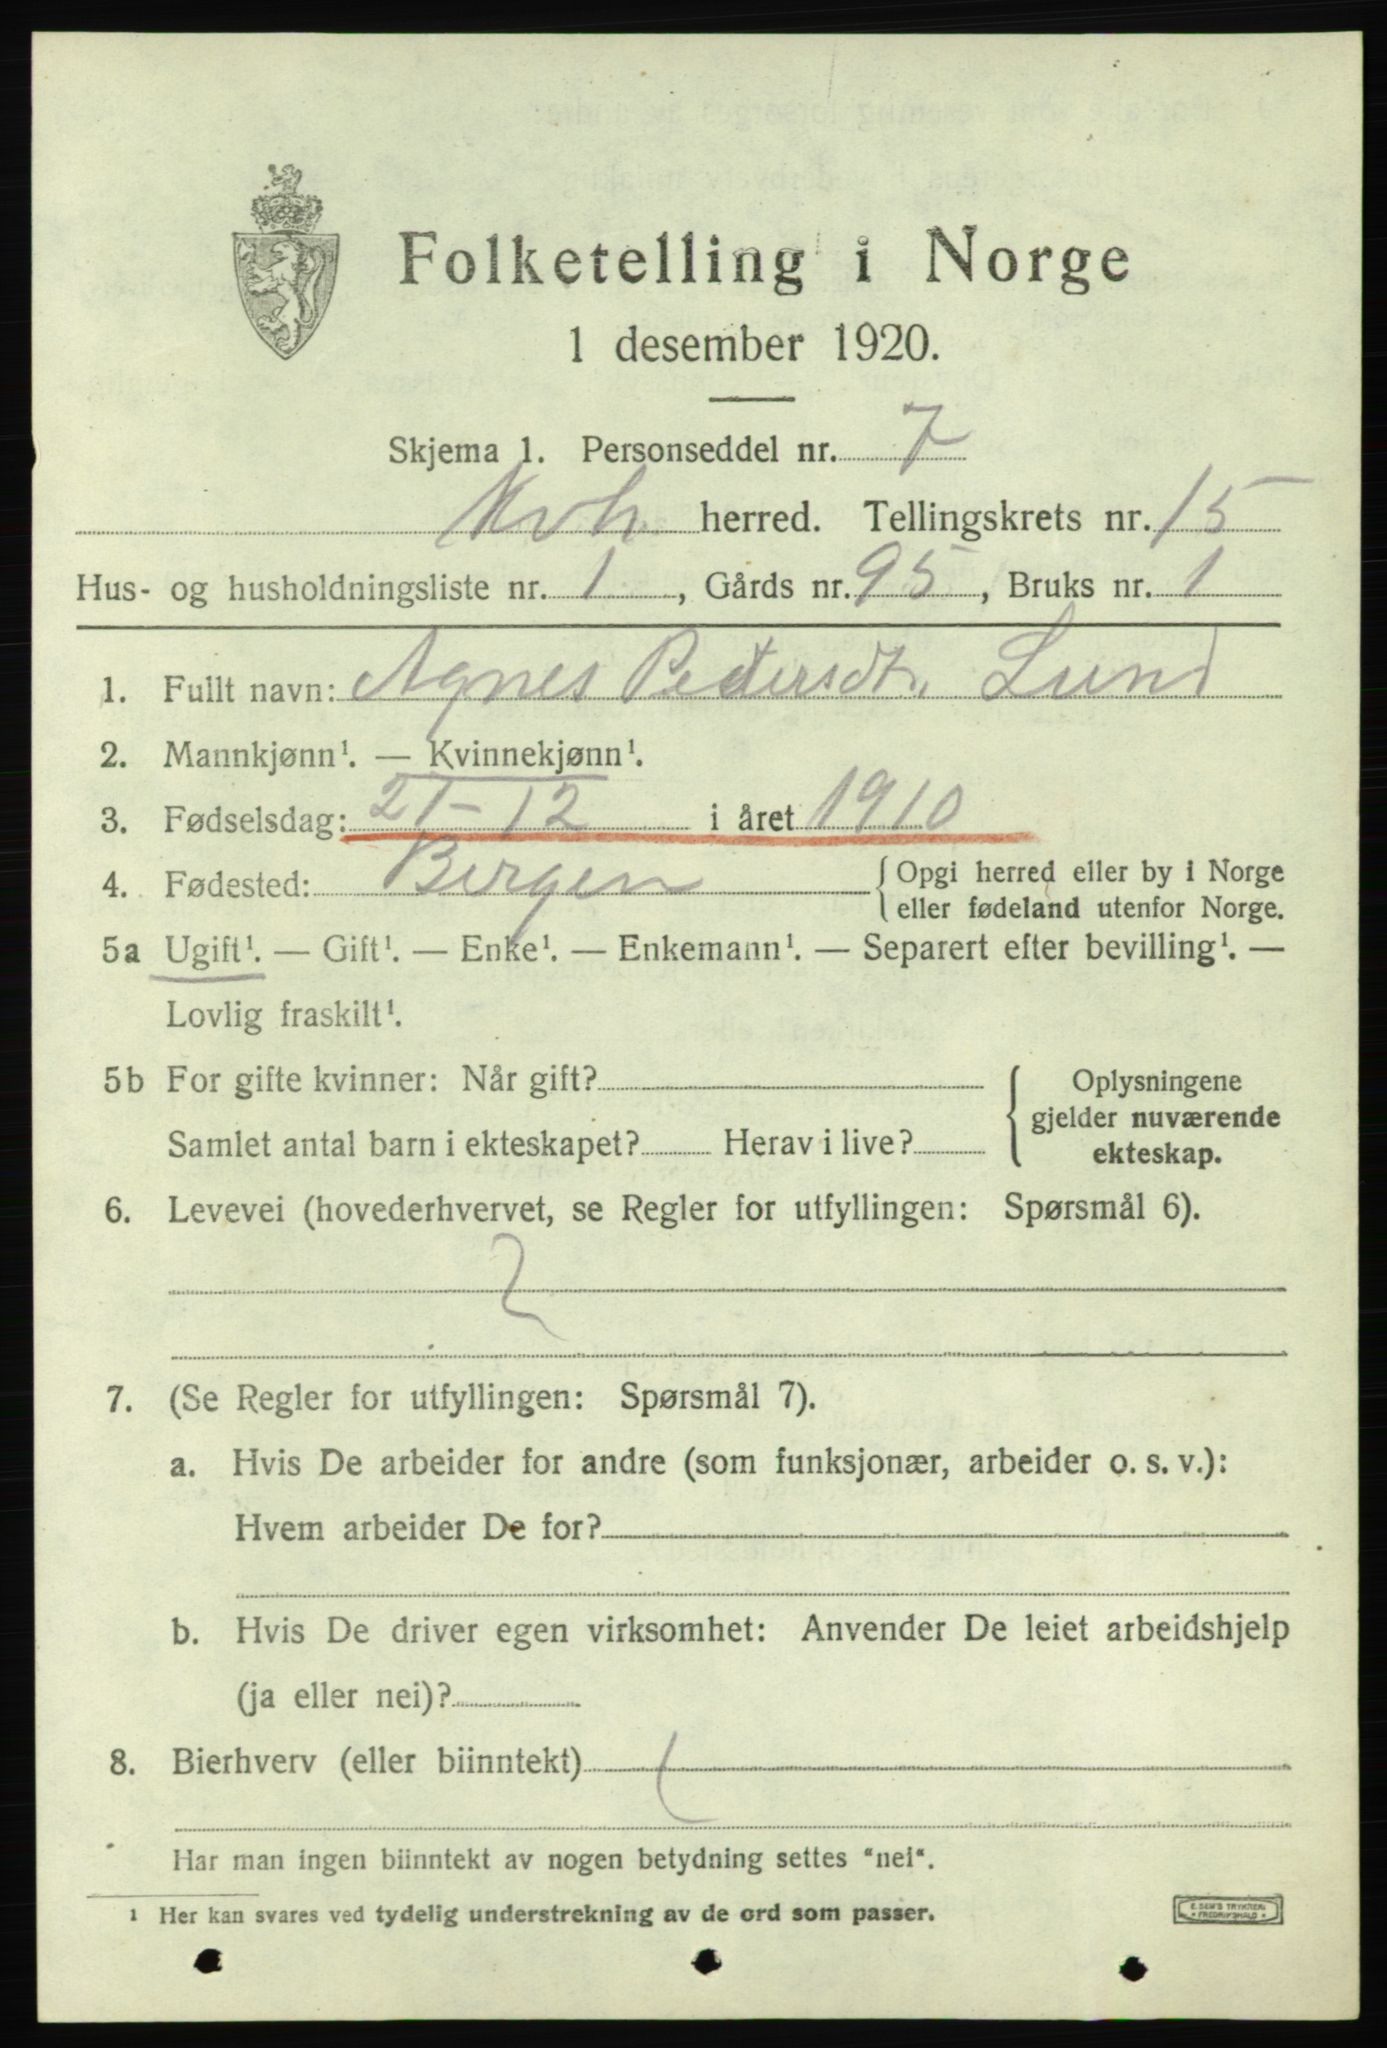 Folketelling i Norge
1 desember 1920.
Skjema 1. Personseddel nr. 7
herred. Tellingskrets nr. 15
Hus- og husholdningsliste nr. 1, Gårds nr. 95, Bruks nr. 1
1. Fullt navn: Agnes Pedersdtr. Lund
2. Mannkjønn¹. — Kvinnekjønn¹.
3. Fødselsdag: 21-12 i året 1910
4. Fødested: Bergen { Opgi herred eller by i Norge
eller fødeland utenfor Norge.
5a Ugift¹. — Gift¹. — Enke¹. — Enkemann¹. — Separert efter bevilling¹. —
Lovlig fraskilt¹.
5b For gifte kvinner: Når gift? { Oplysningene
gjelder nuværende
Samlet antal barn i ekteskapet? Herav i live? ekteskap.
6. Levevei (hovederhvervet, se Regler for utfyllingen: Spørsmål 6).
7. (Se Regler for utfyllingen: Spørsmål 7).
a. Hvis De arbeider for andre (som funksjonær, arbeider o. s. v.):
Hvem arbeider De for?
b. Hvis De driver egen virksomhet: Anvender De leiet arbeidshjelp
(ja eller nei)?
8. Bierhverv (eller biinntekt)
Har man ingen biinntekt av nogen betydning settes "nei".
¹ Her kan svares ved tydelig understrekning av de ord som passer.
E. SEM'S TRYKKERI
* FREDRIKSHALD *